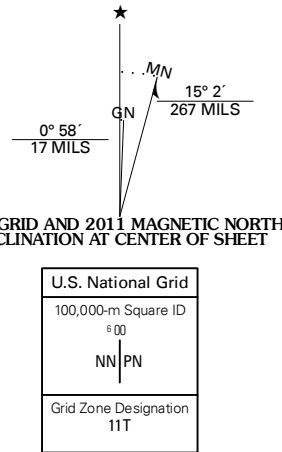 ★
MN
GN
15° 2´
267 MILS
0° 58´
17 MILS
GRID AND 2011 MAGNETIC NORTH
CLINATION AT CENTER OF SHEET
U.S. National Grid
100,000-m Square ID
6 00
NN PN
Grid Zone Designation
11T